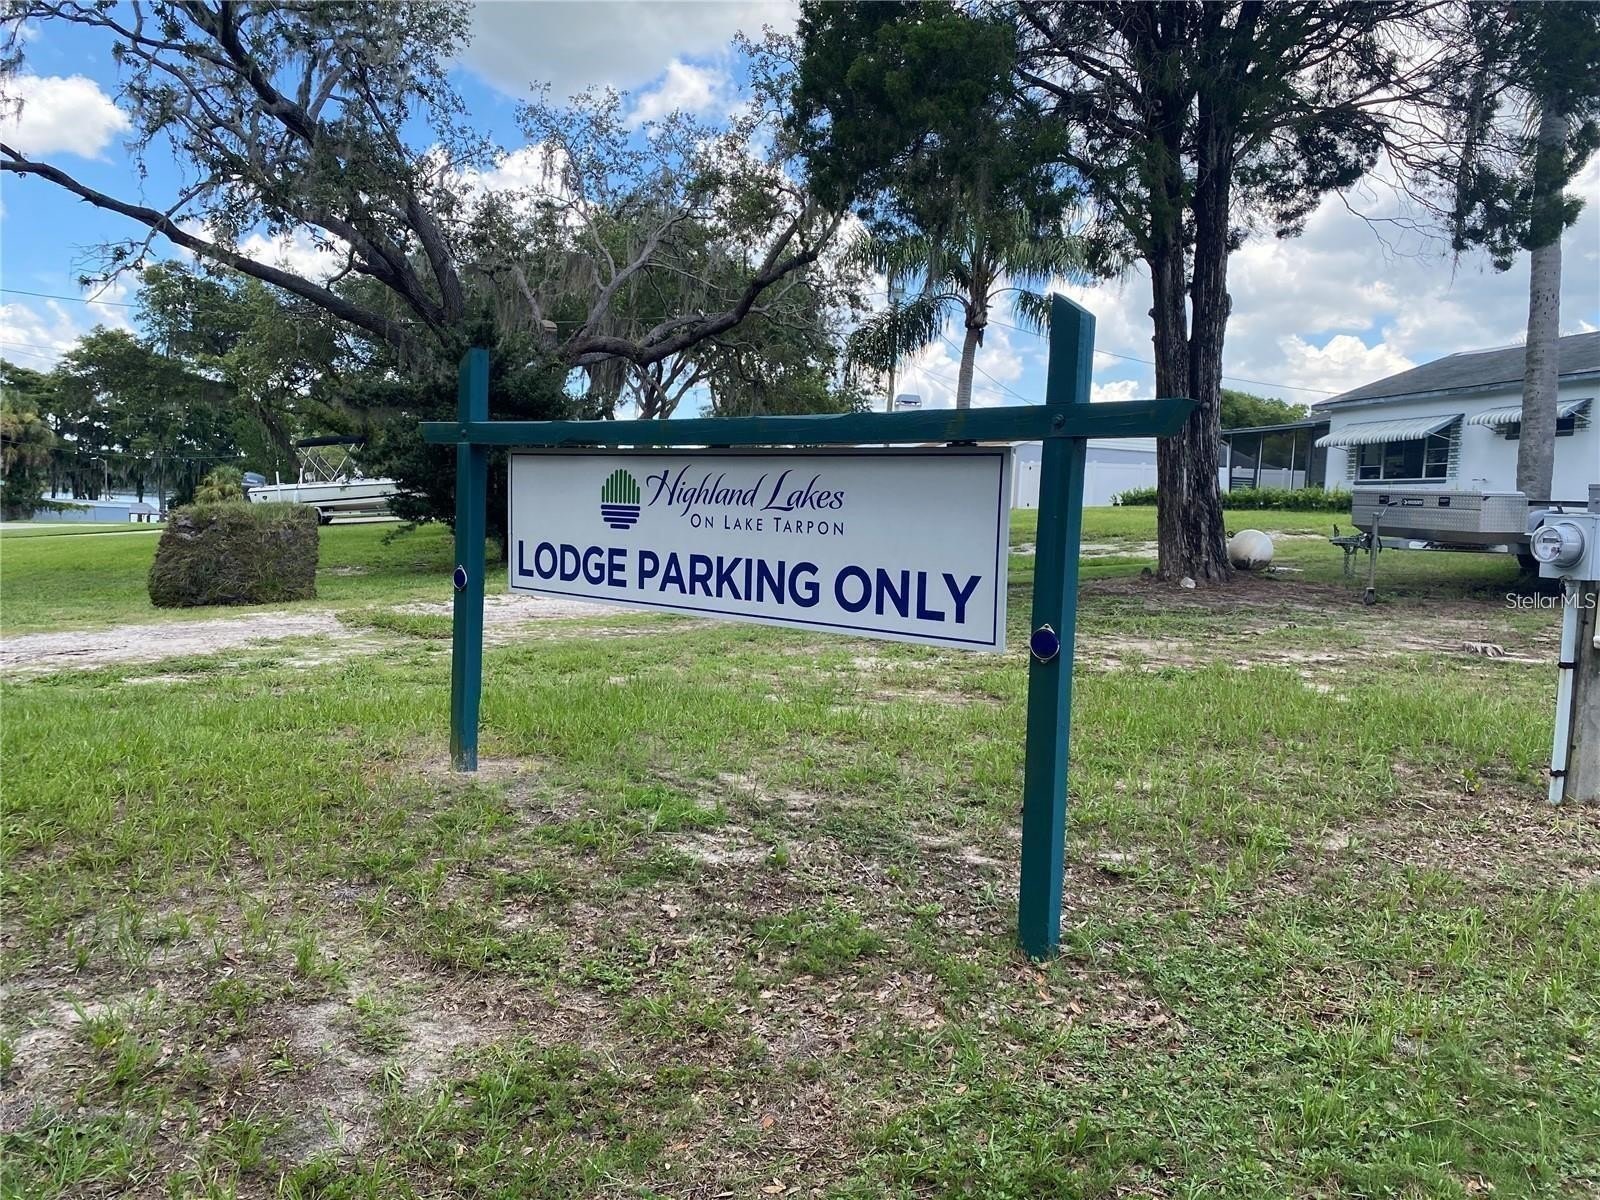 Highland Lakes
ON LAKE TARPON
LODGE PARKING ONLY
Stellar MLS